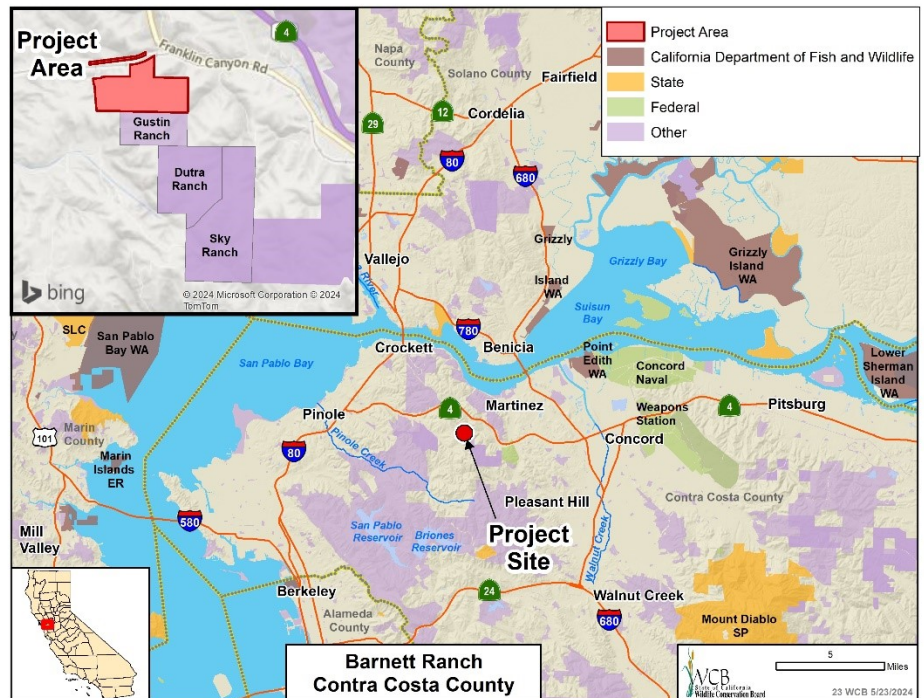 Project
Area
4
Franklin Canyon Rd
Gustin
Ranch
Dutra
Ranch
Sky
Ranch
bing
© 2024 Microsoft Corporation © 2024
TomTom
Project Area
California Department of Fish and Wildlife
State
Federal
Other
Napa
County
Solano County
Fairfield
12
Cordelia
29
80
680
Grizzly
Island
WA
Vallejo
Grizzly Bay
Grizzly
Island
WA
SLC
San Pablo
Bay WA
780
Suisun
Bay
San Pablo Bay
Crockett
Benicia
Point
Edith
WA
Concord
Naval
Weapons
Station
Lower
Sherman
Island
WA
101
Marin
County
Marin
Islands
ER
Pinole
4
Martinez
4
Pitsburg
80
Pinole Creek
Concord
Contra Costa County
580
Pleasant Hill
Mill
Valley
San Pablo
Reservoir
Briones
Reservoir
Project
Site
Walnut Creek
24
Berkeley
Alameda
County
Walnut Creek
680
Mount Diablo
SP
Barnett Ranch
Contra Costa County
WCB
State of California
Wildlife Conservation Board
5
Miles
23 WCB 5/23/2024